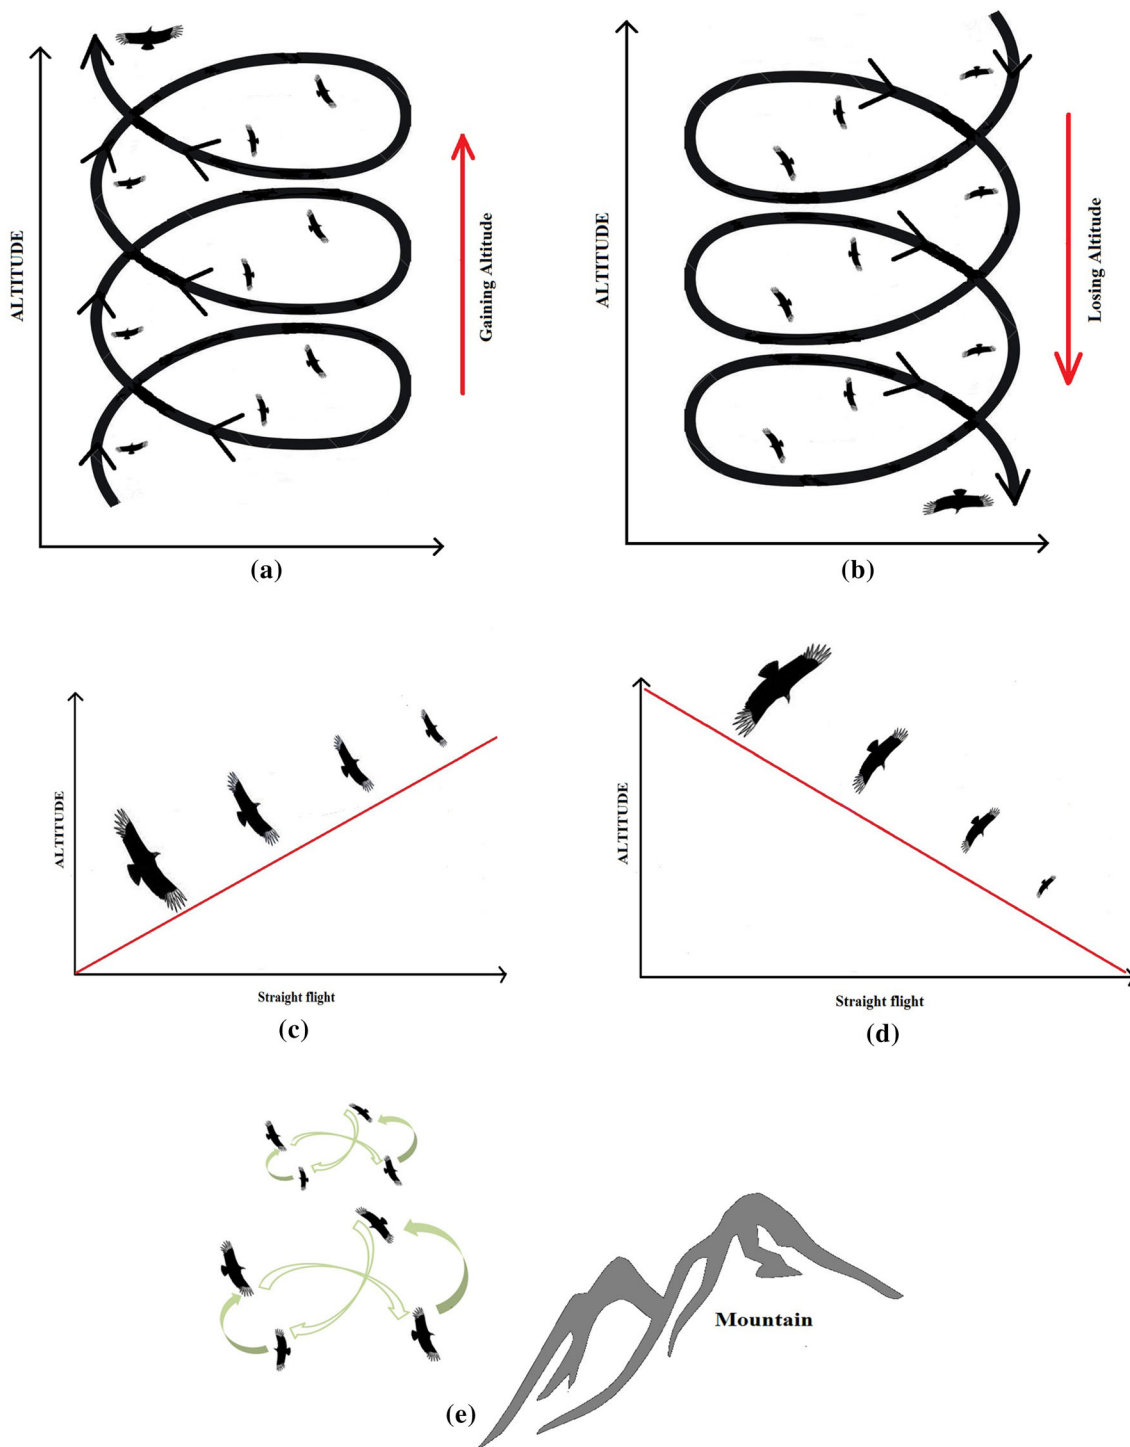 ALTITUDE
Gaining Altitude
(a)
ALTITUDE
Losing Altitude
(b)
ALTITUDE
Straight flight
(c)
ALTITUDE
Straight flight
(d)
Mountain
(e)